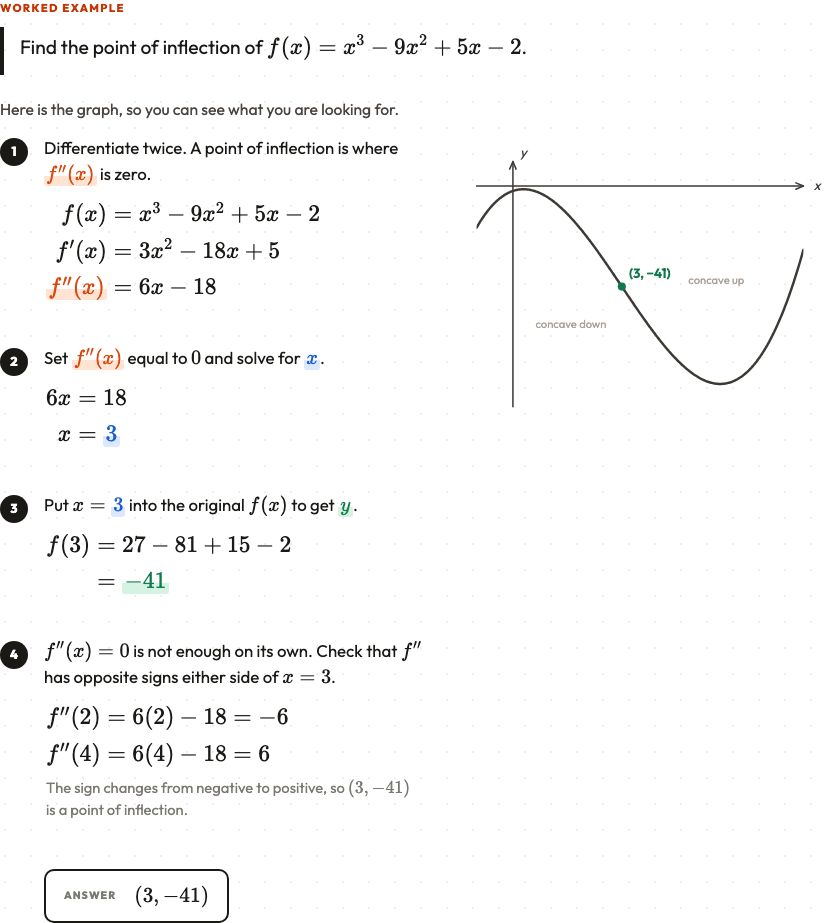 WORKED EXAMPLE
Find the point of inflection of f(x) = x³ − 9x² + 5x − 2.
Here is the graph, so you can see what you are looking for.
1 Differentiate twice. A point of inflection is where
f″(x) is zero.
f(x) = x³ − 9x² + 5x − 2
f′(x) = 3x² − 18x + 5
f″(x) = 6x − 18
y
x
(3, −41)
concave up
concave down
2 Set f″(x) equal to 0 and solve for x.
6x = 18
x = 3
3 Put x = 3 into the original f(x) to get y.
f(3) = 27 − 81 + 15 − 2
= −41
4 f″(x) = 0 is not enough on its own. Check that f″
has opposite signs either side of x = 3.
f″(2) = 6(2) − 18 = −6
f″(4) = 6(4) − 18 = 6
The sign changes from negative to positive, so (3, −41)
is a point of inflection.
ANSWER (3, −41)